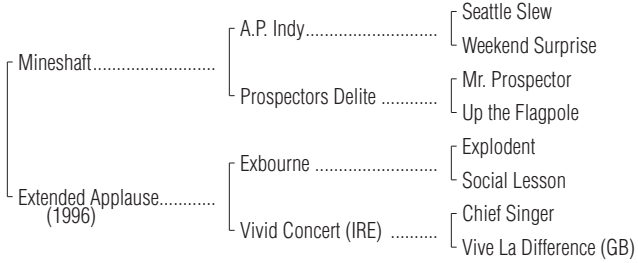 Seattle Slew
A.P. Indy..................................
Weekend Surprise
Mineshaft...........................
Mr. Prospector
Prospectors Delite ..............
Up the Flagpole
Explodent
Exbourne ...............................
Social Lesson
Extended Applause.............
(1996)
Chief Singer
Vivid Concert (IRE) ..........
Vive La Difference (GB)